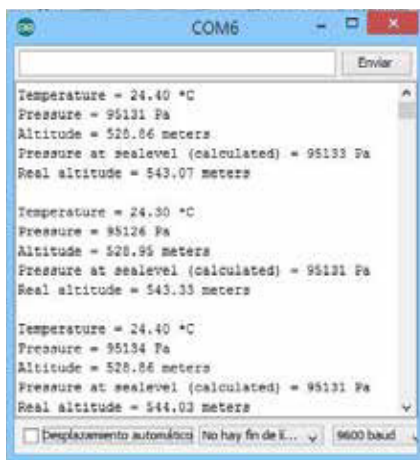 COM6
Enviar
Temperature = 24.40 *C
Pressure = 95131 Pa
Altitude = 528.86 meters
Pressure at sealevel (calculated) = 95133 Pa
Real altitude = 543.07 meters
Temperature = 24.30 *C
Pressure = 95126 Pa
Altitude = 528.95 meters
Pressure at sealevel (calculated) = 95131 Pa
Real altitude = 543.33 meters
Temperature = 24.40 *C
Pressure = 95134 Pa
Altitude = 528.86 meters
Pressure at sealevel (calculated) = 95131 Pa
Real altitude = 544.03 meters
Desplazamiento automático No hay fin de lí... 9600 baud